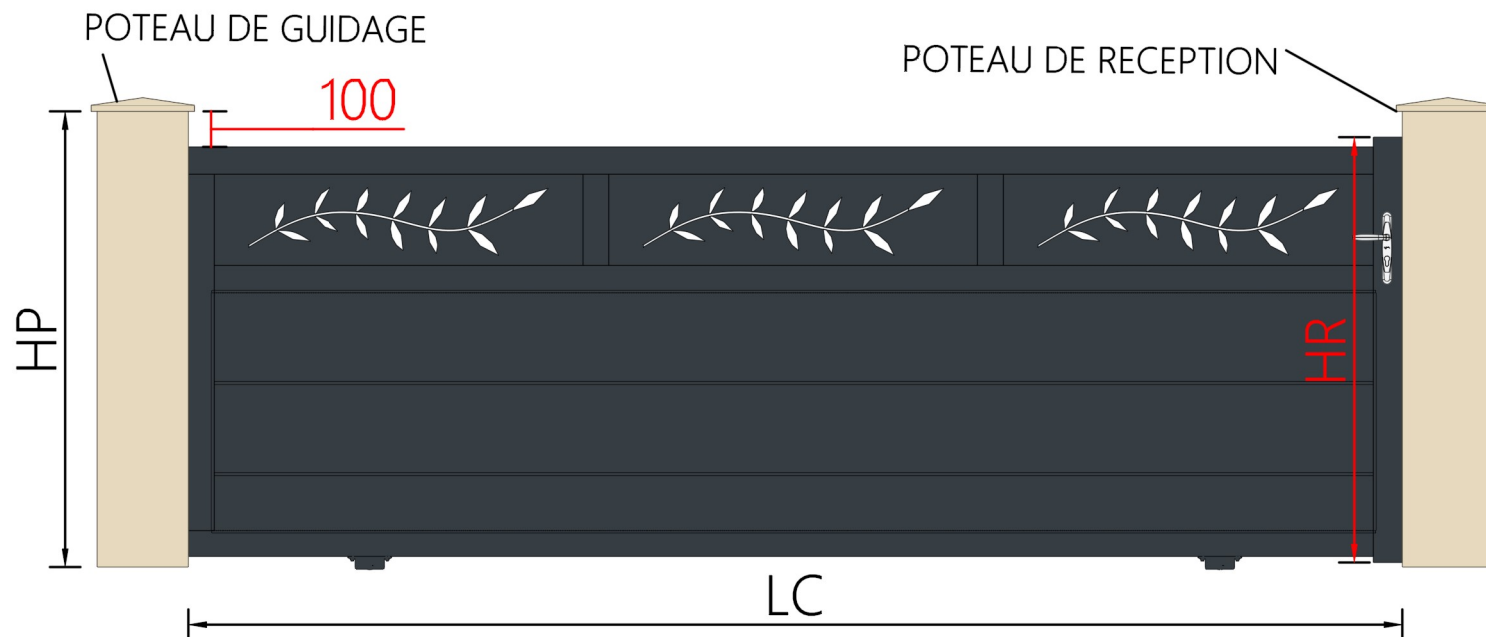 POTEAU DE GUIDAGE
POTEAU DE RECEPTION
100
HP
HR
LC